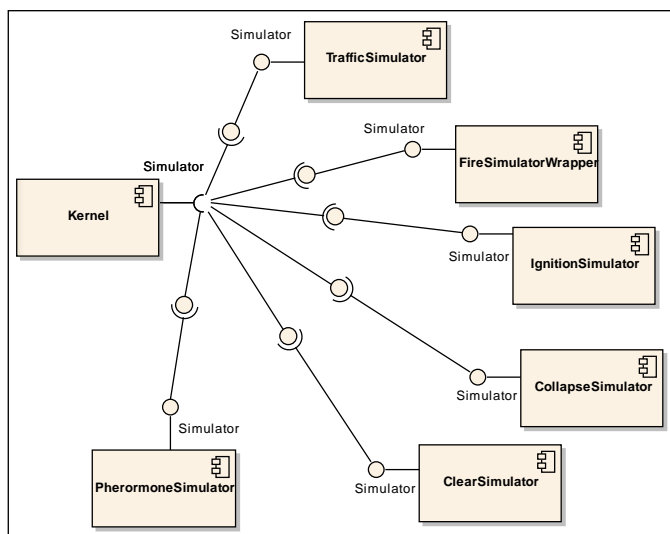 Simulator
TrafficSimulator
Simulator
FireSimulatorWrapper
Simulator
Kernel
IgnitionSimulator
Simulator
CollapseSimulator
Simulator
Simulator
PherormoneSimulator
ClearSimulator
Simulator